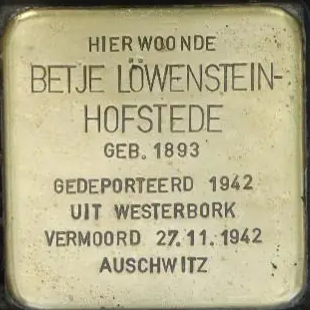 HIER WOONDE
BETJE LÖWENSTEIN-
HOFSTEDE
GEB. 1893
GEDEPORTEERD 1942
UIT WESTERBORK
VERMOORD 27.11.1942
AUSCHWITZ